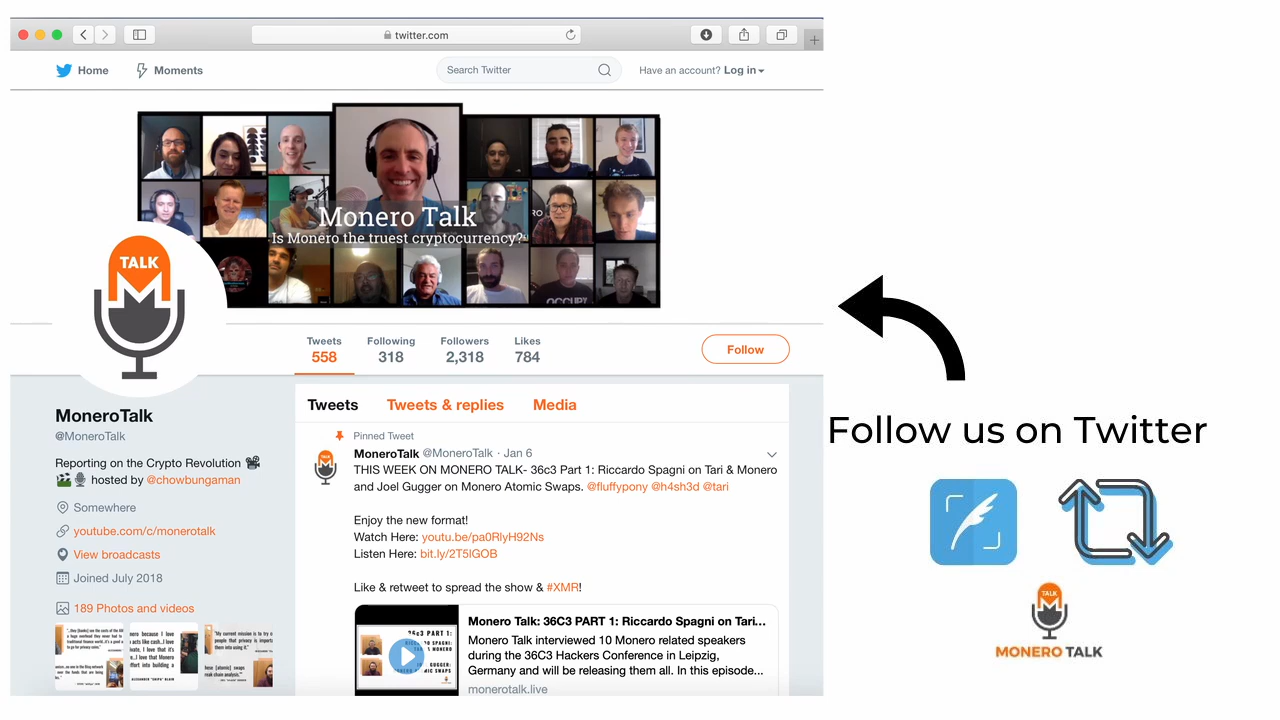 twitter.com
Home
Moments
Search Twitter
Have an account? Log in
Monero Talk
Is Monero the truest cryptocurrency?
TALK
Tweets
558
Following
318
Followers
2,318
Likes
784
Follow
MoneroTalk
@MoneroTalk
Reporting on the Crypto Revolution
hosted by @chowbungaman
Somewhere
youtube.com/c/monerotalk
View broadcasts
Joined July 2018
189 Photos and videos
Tweets
Tweets & replies
Media
Pinned Tweet
MoneroTalk @MoneroTalk · Jan 6
THIS WEEK ON MONERO TALK- 36c3 Part 1: Riccardo Spagni on Tari & Monero
and Joel Gugger on Monero Atomic Swaps. @fluffypony @h4sh3d @tari
Enjoy the new format!
Watch Here: youtu.be/pa0RlyH92Ns
Listen Here: bit.ly/2T5lGOB
Like & retweet to spread the show & #XMR!
Monero Talk: 36C3 PART 1: Riccardo Spagni on Tari...
Monero Talk interviewed 10 Monero related speakers
during the 36C3 Hackers Conference in Leipzig,
Germany and will be releasing them all. In this episode...
monerotalk.live
Follow us on Twitter
TALK
MONERO TALK